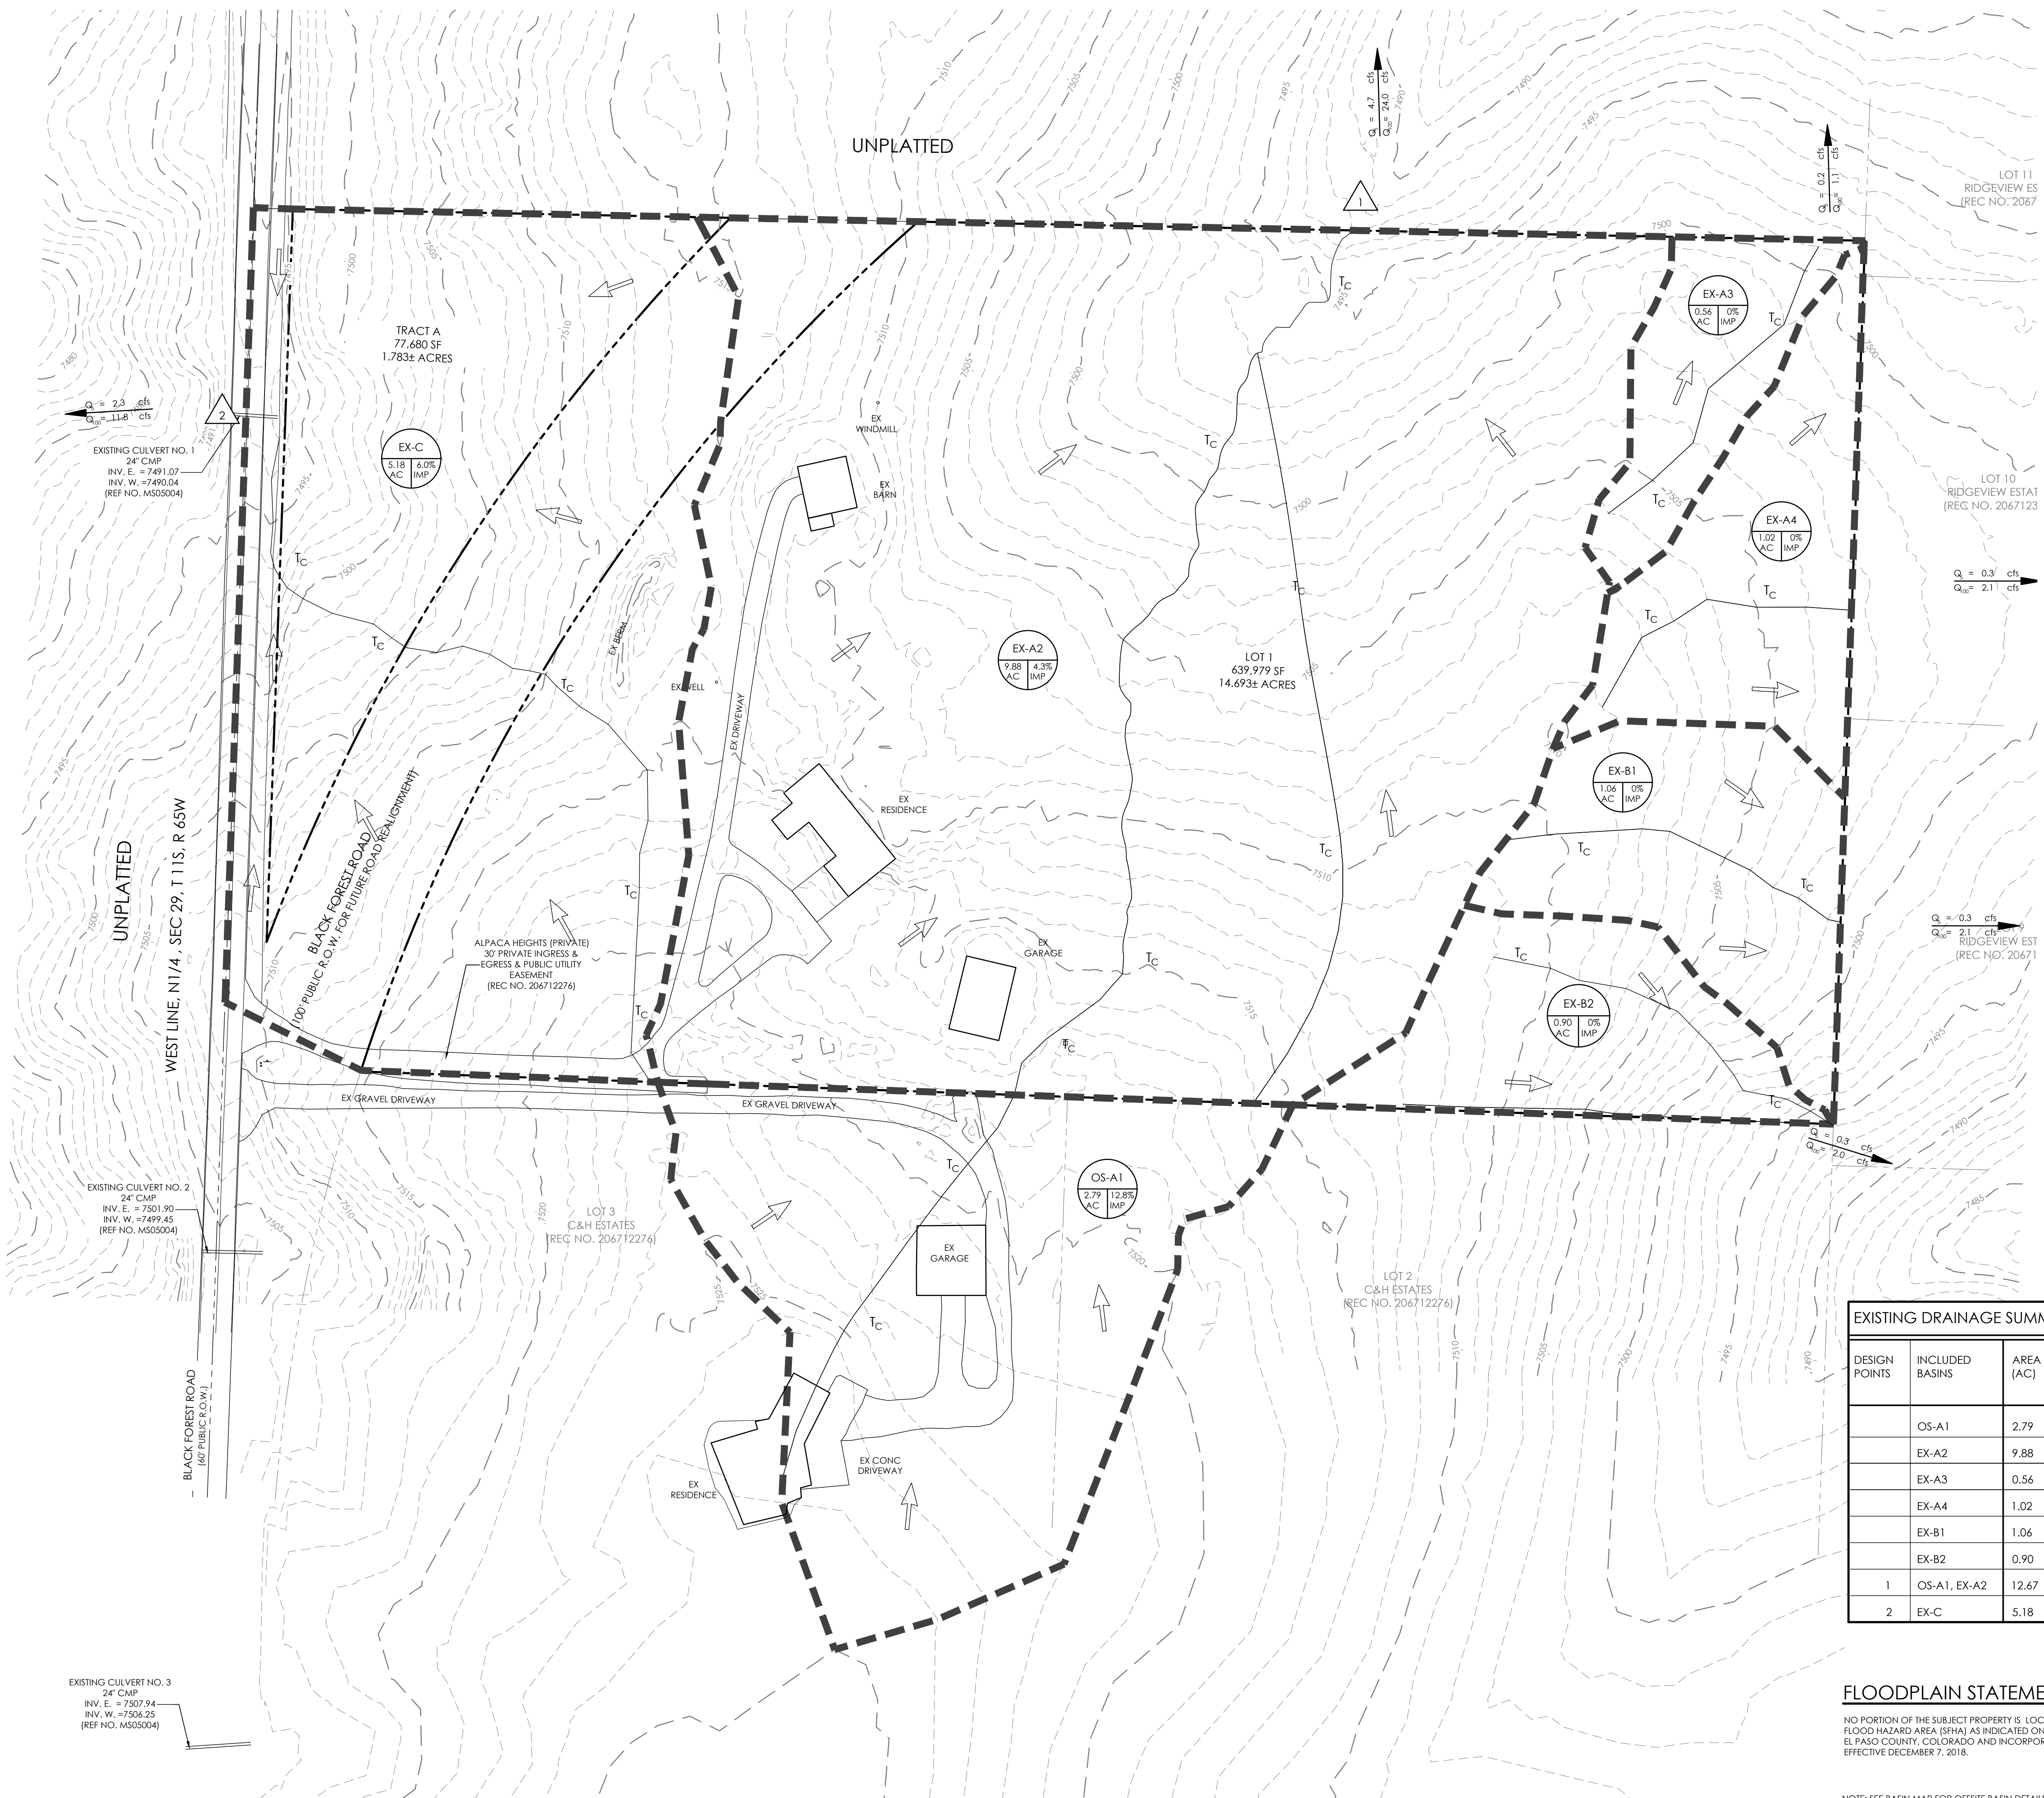 UNPLATTED
Q = 4.7 cfs
Q100= 24.0 cfs
Q = 0.2 cfs
Q100= 1.1 cfs
1
LOT 11
RIDGEVIEW ES
(REC NO. 2067
TRACT A
77,680 SF
1.783± ACRES
Q = 2.3 cfs
Q100= 11.8 cfs
2
EXISTING CULVERT NO. 1
24" CMP
INV. E. = 7491.07
INV. W. =7490.04
(REF NO. MS05004)
EX-C
5.18 6.0%
AC IMP
EX
WINDMILL
EX
BARN
EX-A3
0.56 0%
AC IMP
EX-A4
1.02 0%
AC IMP
LOT 10
RIDGEVIEW ESTAT
(REC NO. 2067123
Q = 0.3 cfs
Q100= 2.1 cfs
EX BERM
EX WELL
EX DRIVEWAY
EX-A2
9.88 4.3%
AC IMP
LOT 1
639,979 SF
14.693± ACRES
EX-B1
1.06 0%
AC IMP
EX
RESIDENCE
UNPLATTED
WEST LINE, N1/4 , SEC 29, T 11S, R 65W
BLACK FOREST ROAD
(100' PUBLIC R.O.W. FOR FUTURE ROAD REALIGNMENT)
ALPACA HEIGHTS (PRIVATE)
30' PRIVATE INGRESS &
EGRESS & PUBLIC UTILITY
EASEMENT
(REC NO. 206712276)
EX
GARAGE
Q = 0.3 cfs
Q100= 2.1 cfs
RIDGEVIEW EST
(REC NO. 20671
EX-B2
0.90 0%
AC IMP
EX GRAVEL DRIVEWAY
EX GRAVEL DRIVEWAY
Q = 0.3 cfs
Q100= 2.0 cfs
OS-A1
2.79 12.8%
AC IMP
EXISTING CULVERT NO. 2
24" CMP
INV. E. = 7501.90
INV. W. =7499.45
(REF NO. MS05004)
LOT 3
C&H ESTATES
(REC NO. 206712276)
EX
GARAGE
LOT 2
C&H ESTATES
(REC NO. 206712276)
BLACK FOREST ROAD
(60' PUBLIC R.O.W.)
EX CONC
DRIVEWAY
EX
RESIDENCE
EXISTING DRAINAGE SUMM
DESIGN POINTS INCLUDED BASINS AREA (AC)
OS-A1 2.79
EX-A2 9.88
EX-A3 0.56
EX-A4 1.02
EX-B1 1.06
EX-B2 0.90
1 OS-A1, EX-A2 12.67
2 EX-C 5.18
EXISTING CULVERT NO. 3
24" CMP
INV. E. = 7507.94
INV. W. =7506.25
(REF NO. MS05004)
FLOODPLAIN STATEME
NO PORTION OF THE SUBJECT PROPERTY IS LOC
FLOOD HAZARD AREA (SFHA) AS INDICATED ON
EL PASO COUNTY, COLORADO AND INCORPOR
EFFECTIVE DECEMBER 7, 2018.
NOTE: SEE BASIN MAP FOR OFFSITE BASIN DETAIL